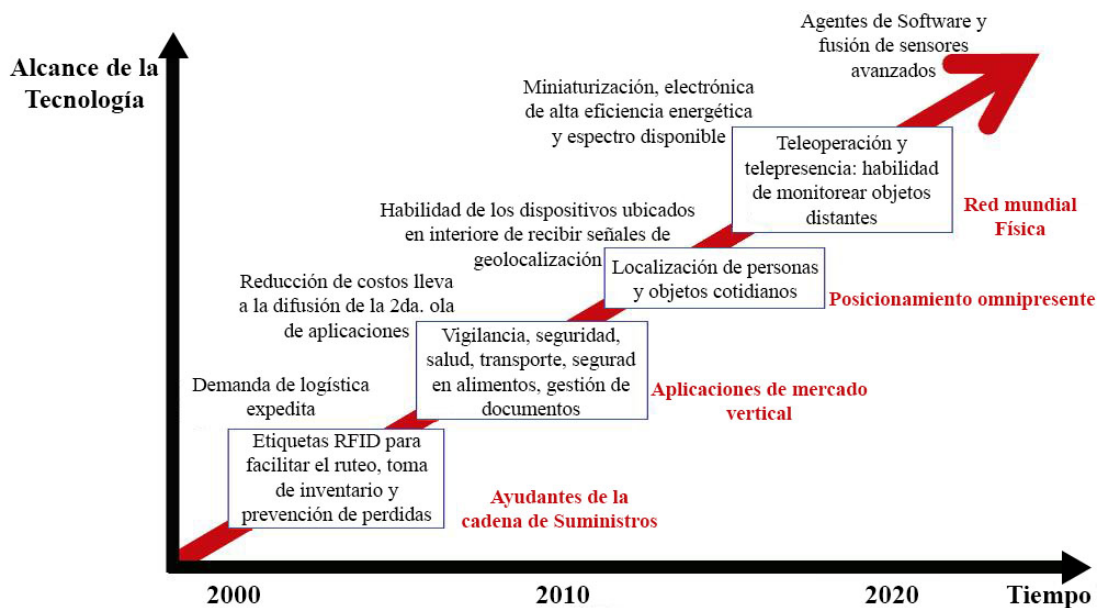 Agentes de Software y
fusión de sensores
avanzados
Alcance de la
Tecnología
Miniaturización, electrónica
de alta eficiencia energética
y espectro disponible
Teleoperación y
telepresencia: habilidad
de monitorear objetos
distantes
Red mundial
Física
Habilidad de los dispositivos ubicados
en interiore de recibir señales de
geolocalización
Localización de personas
y objetos cotidianos
Posicionamiento omnipresente
Reducción de costos lleva
a la difusión de la 2da. ola
de aplicaciones
Vigilancia, seguridad,
salud, transporte, segurad
en alimentos, gestión de
documentos
Aplicaciones de mercado
vertical
Demanda de logística
expedita
Etiquetas RFID para
facilitar el ruteo, toma
de inventario y
prevención de perdidas
Ayudantes de la
cadena de Suministros
2000
2010
2020
Tiempo